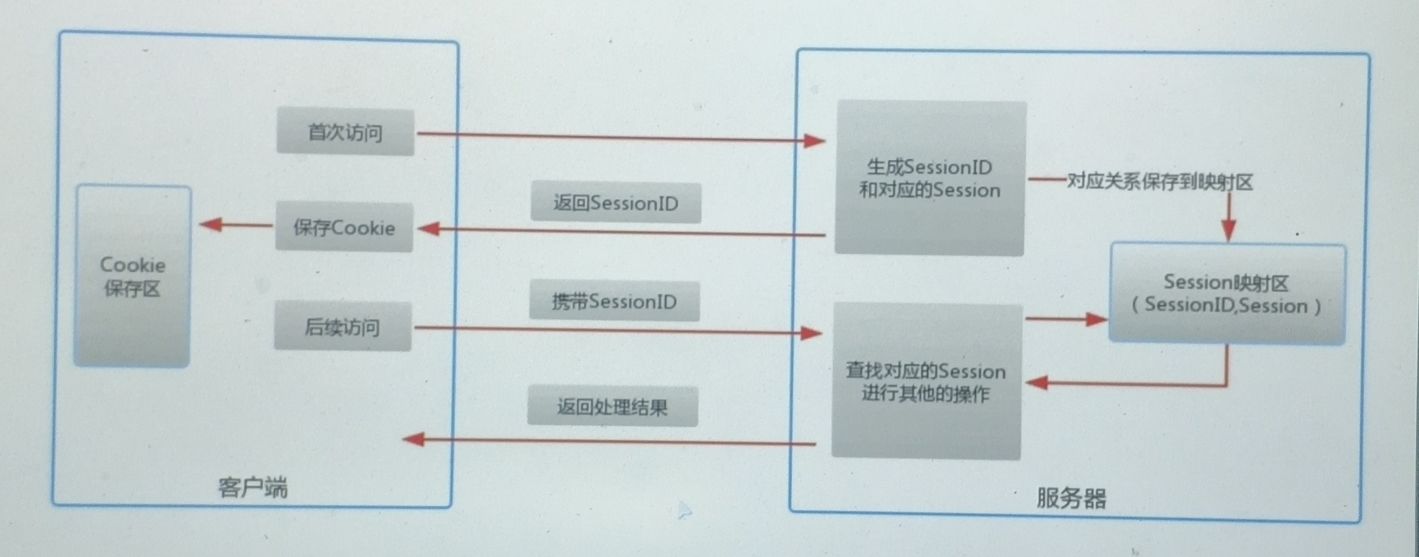 首次访问
生成SessionID
和对应的Session
对应关系保存到映射区
返回SessionID
保存Cookie
Cookie
保存区
Session映射区
（SessionID,Session）
携带SessionID
后续访问
查找对应的Session
进行其他的操作
返回处理结果
客户端
服务器